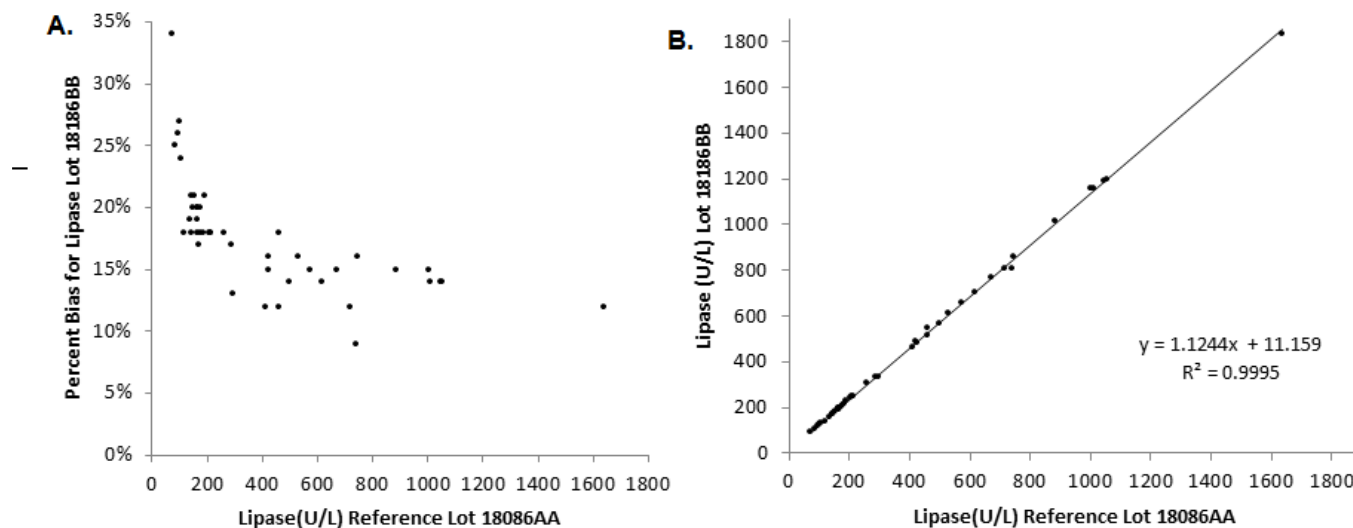 A.
Percent Bias for Lipase Lot 18186BB
35%
30%
25%
20%
15%
10%
5%
0%
0 200 400 600 800 1000 1200 1400 1600 1800
Lipase(U/L) Reference Lot 18086AA
B.
Lipase (U/L) Lot 18186BB
1800
1600
1400
1200
1000
800
600
400
200
0
y = 1.1244x + 11.159
R² = 0.9995
0 200 400 600 800 1000 1200 1400 1600 1800
Lipase(U/L) Reference Lot 18086AA